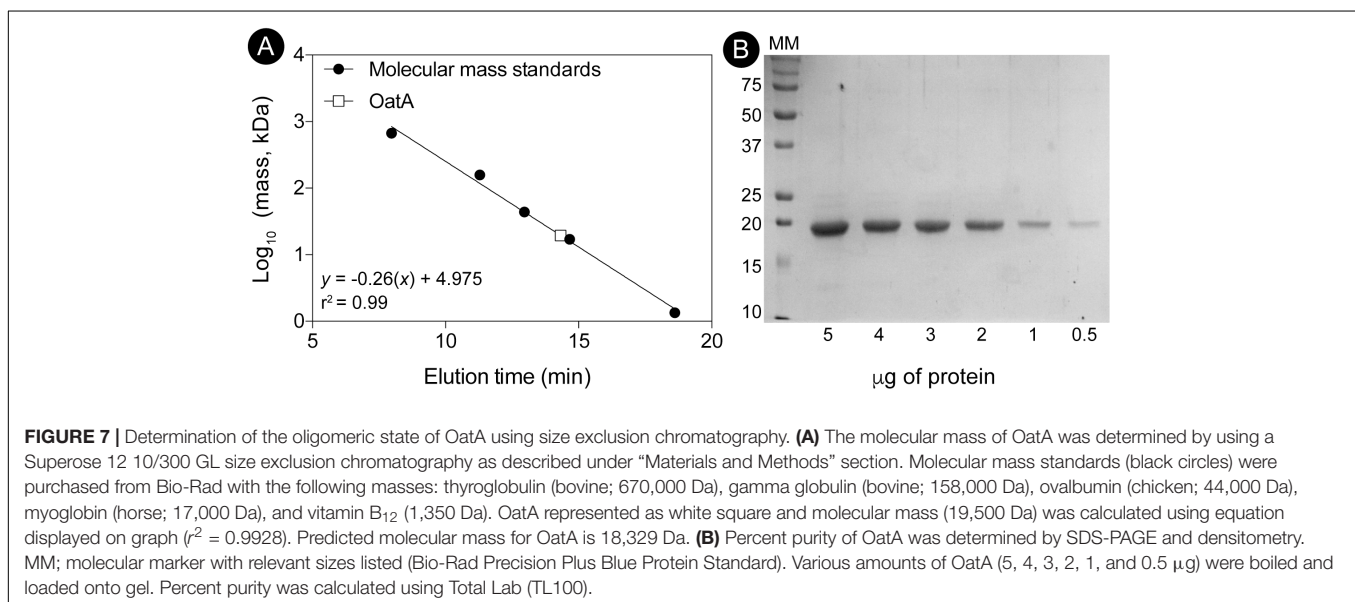 A
4
3
2
1
0
Log10 (mass, kDa)
Molecular mass standards
OatA
y = -0.26(x) + 4.975
r2 = 0.99
5
10
15
20
Elution time (min)
B
MM
75
50
37
25
20
15
10
5 4 3 2 1 0.5
μg of protein
FIGURE 7 | Determination of the oligomeric state of OatA using size exclusion chromatography. (A) The molecular mass of OatA was determined by using a
Superose 12 10/300 GL size exclusion chromatography as described under “Materials and Methods” section. Molecular mass standards (black circles) were
purchased from Bio-Rad with the following masses: thyroglobulin (bovine; 670,000 Da), gamma globulin (bovine; 158,000 Da), ovalbumin (chicken; 44,000 Da),
myoglobin (horse; 17,000 Da), and vitamin B12 (1,350 Da). OatA represented as white square and molecular mass (19,500 Da) was calculated using equation
displayed on graph (r2 = 0.9928). Predicted molecular mass for OatA is 18,329 Da. (B) Percent purity of OatA was determined by SDS-PAGE and densitometry.
MM; molecular marker with relevant sizes listed (Bio-Rad Precision Plus Blue Protein Standard). Various amounts of OatA (5, 4, 3, 2, 1, and 0.5 μg) were boiled and
loaded onto gel. Percent purity was calculated using Total Lab (TL100).